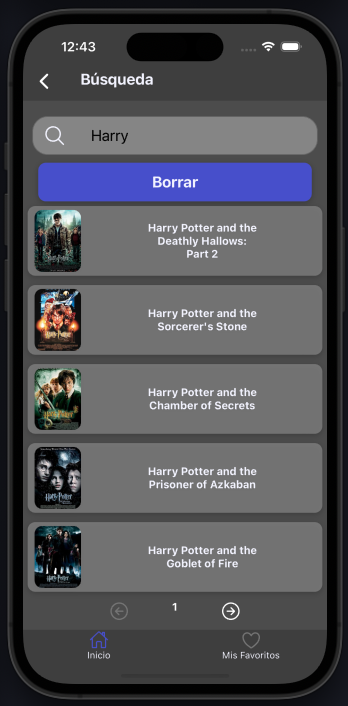 12:43
Búsqueda
Harry
Borrar
Harry Potter and the
Deathly Hallows:
Part 2
Harry Potter and the
Sorcerer's Stone
Harry Potter and the
Chamber of Secrets
Harry Potter and the
Prisoner of Azkaban
Harry Potter and the
Goblet of Fire
1
Inicio
Mis Favoritos